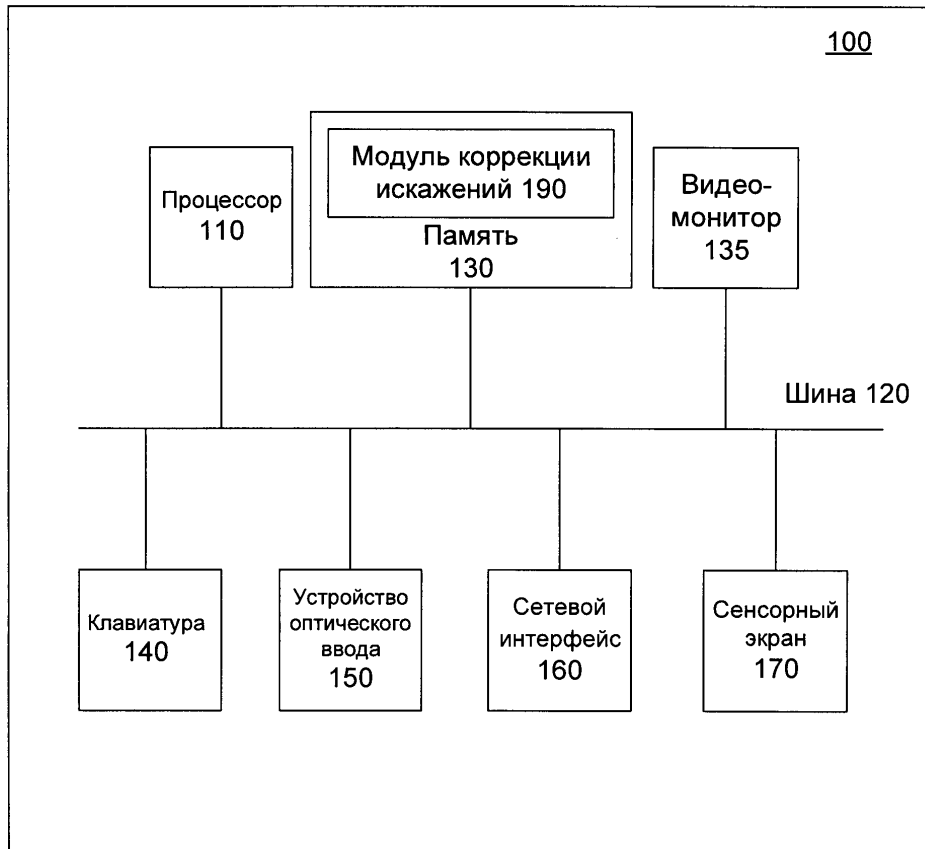 100
Модуль коррекции
искажений 190
Память
130
Процессор
110
Видео-
монитор
135
Шина 120
Клавиатура
140
Устройство
оптического
ввода
150
Сетевой
интерфейс
160
Сенсорный
экран
170